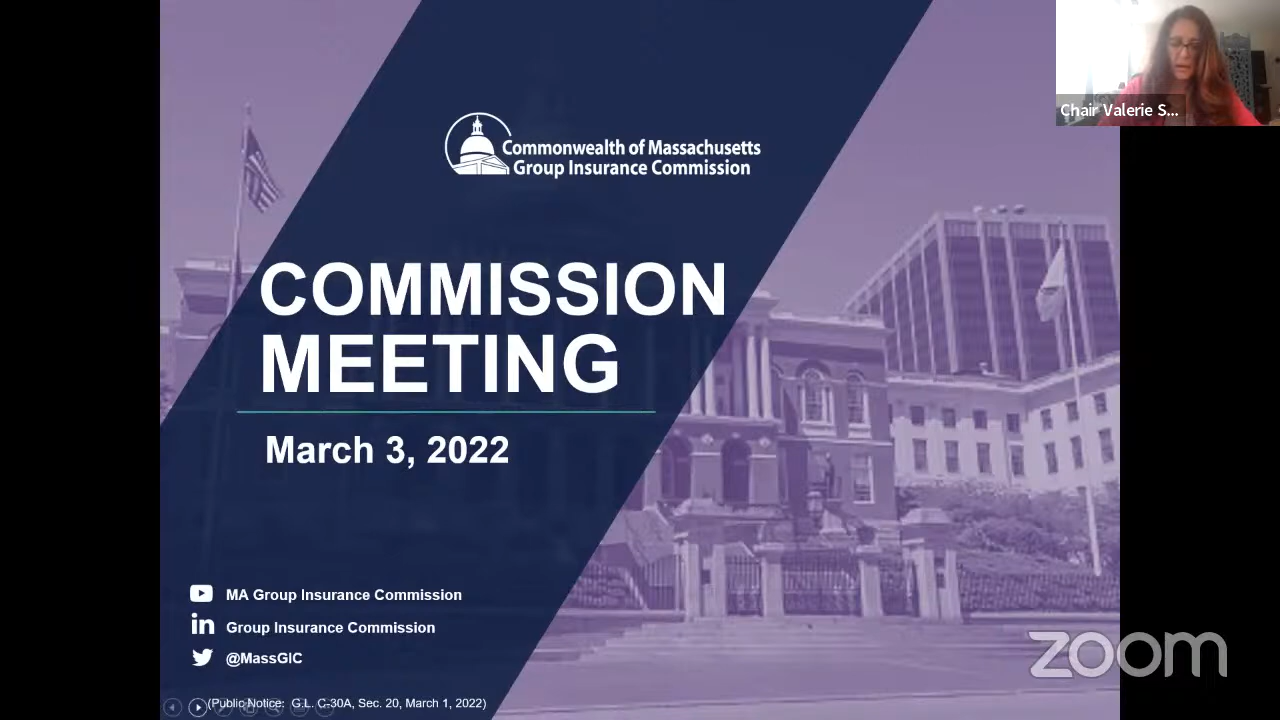 Chair Valerie S...
Commonwealth of Massachusetts
Group Insurance Commission
COMMISSION
MEETING
March 3, 2022
MA Group Insurance Commission
in
Group Insurance Commission
@MassGIC
(Public Notice: G.L. C-30A, Sec. 20, March 1, 2022)
zoom